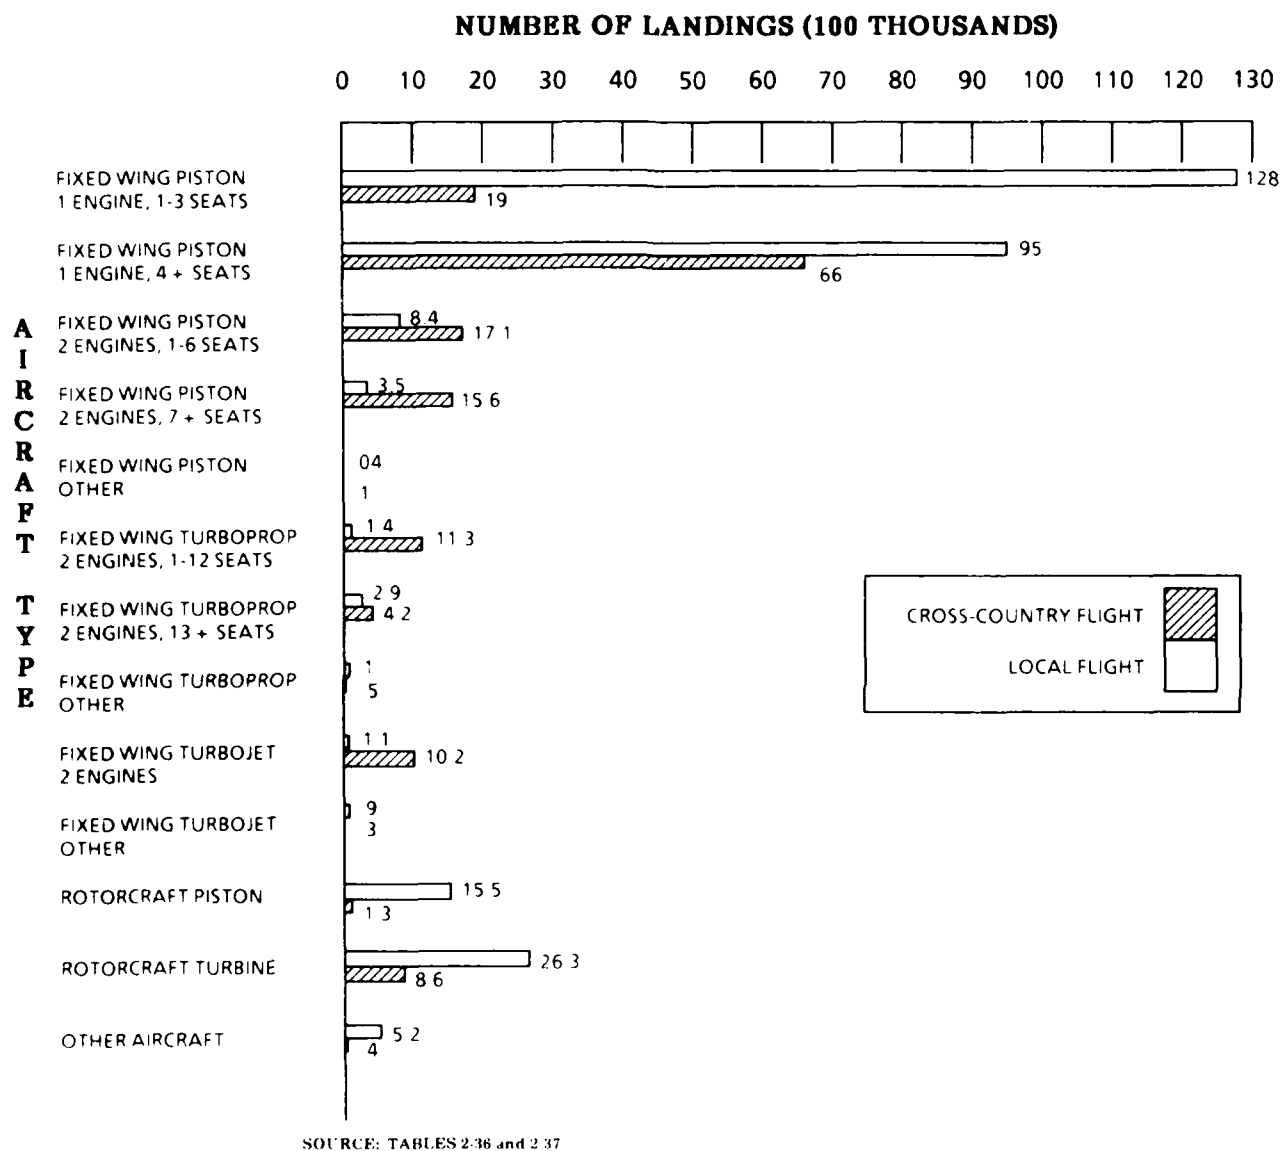 NUMBER OF LANDINGS (100 THOUSANDS)
0 10 20 30 40 50 60 70 80 90 100 110 120 130
AIRCRAFT TYPE
FIXED WING PISTON
1 ENGINE, 1-3 SEATS
128
19
FIXED WING PISTON
1 ENGINE, 4 + SEATS
95
66
FIXED WING PISTON
2 ENGINES, 1-6 SEATS
8.4
17 1
FIXED WING PISTON
2 ENGINES, 7 + SEATS
3.5
15 6
FIXED WING PISTON
OTHER
04
1
FIXED WING TURBOPROP
2 ENGINES, 1-12 SEATS
1 4
11 3
FIXED WING TURBOPROP
2 ENGINES, 13 + SEATS
2 9
4 2
FIXED WING TURBOPROP
OTHER
1
5
FIXED WING TURBOJET
2 ENGINES
1 1
10 2
FIXED WING TURBOJET
OTHER
9
3
ROTORCRAFT PISTON
15 5
1 3
ROTORCRAFT TURBINE
26 3
8 6
OTHER AIRCRAFT
5 2
4
CROSS-COUNTRY FLIGHT
LOCAL FLIGHT
SOURCE: TABLES 2-36 and 2 37